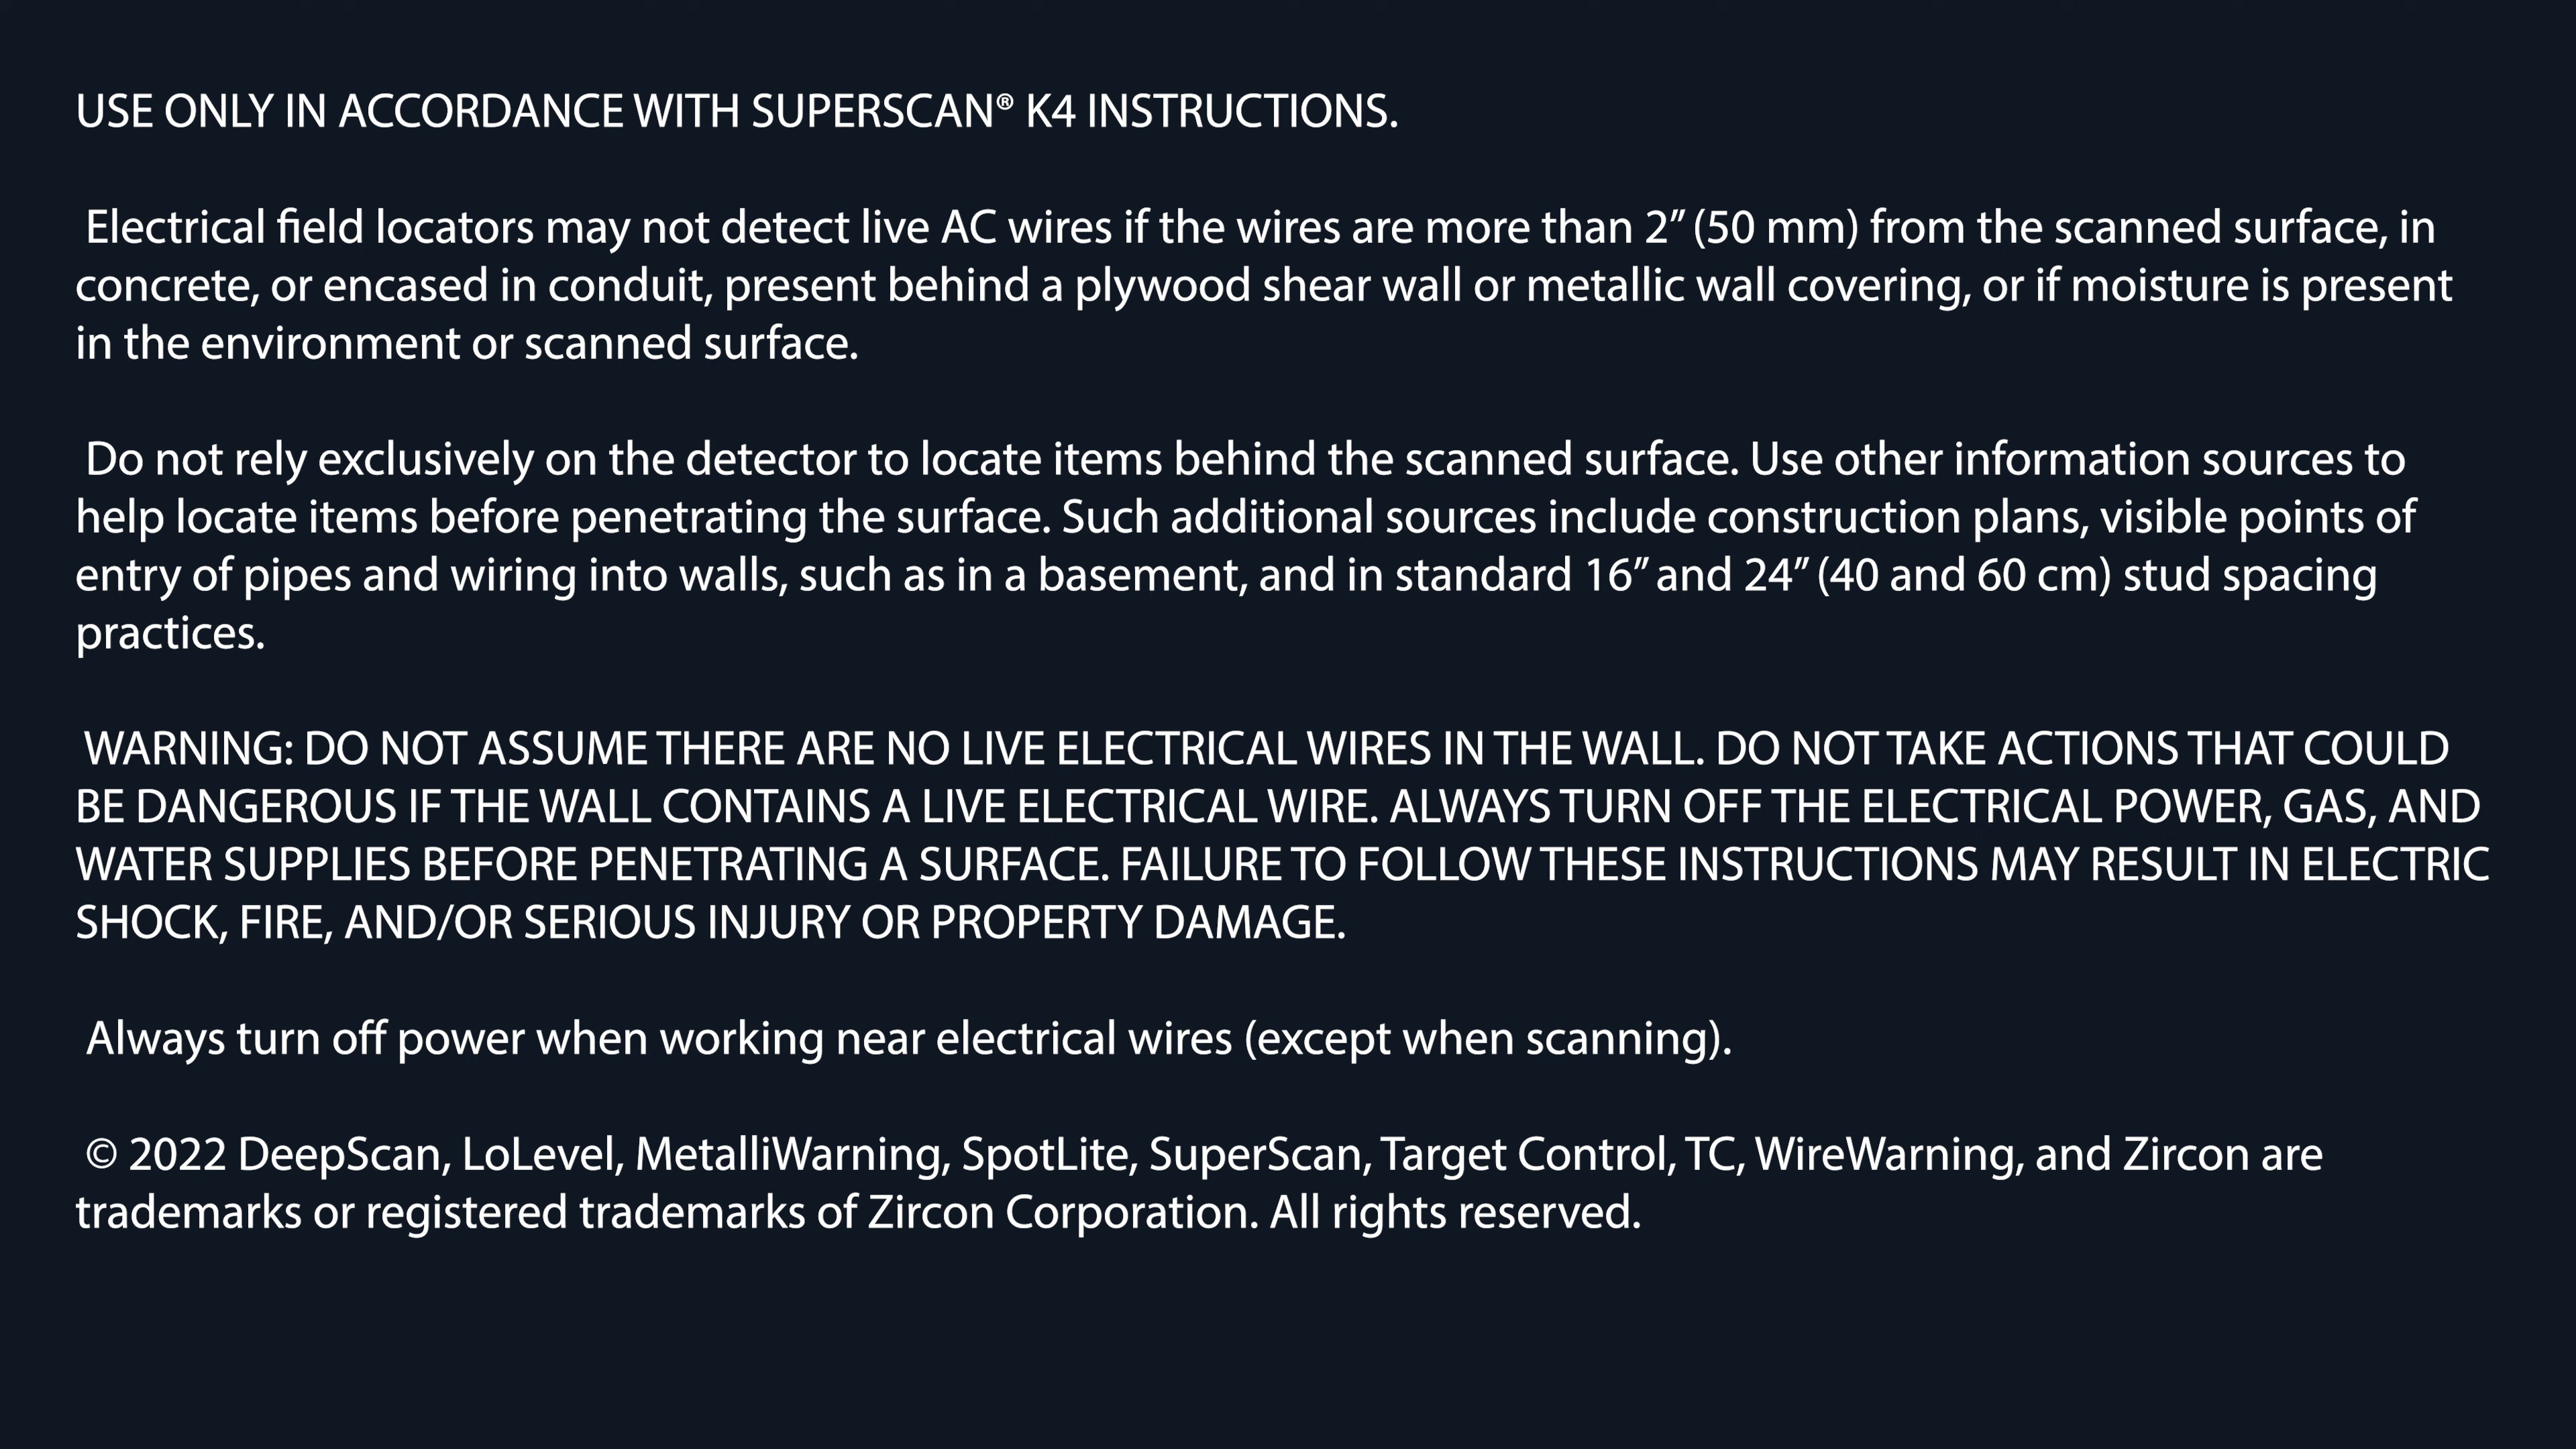 USE ONLY IN ACCORDANCE WITH SUPERSCAN® K4 INSTRUCTIONS.
Electrical field locators may not detect live AC wires if the wires are more than 2” (50 mm) from the scanned surface, in
concrete, or encased in conduit, present behind a plywood shear wall or metallic wall covering, or if moisture is present
in the environment or scanned surface.
Do not rely exclusively on the detector to locate items behind the scanned surface. Use other information sources to
help locate items before penetrating the surface. Such additional sources include construction plans, visible points of
entry of pipes and wiring into walls, such as in a basement, and in standard 16” and 24” (40 and 60 cm) stud spacing
practices.
WARNING: DO NOT ASSUME THERE ARE NO LIVE ELECTRICAL WIRES IN THE WALL. DO NOT TAKE ACTIONS THAT COULD
BE DANGEROUS IF THE WALL CONTAINS A LIVE ELECTRICAL WIRE. ALWAYS TURN OFF THE ELECTRICAL POWER, GAS, AND
WATER SUPPLIES BEFORE PENETRATING A SURFACE. FAILURE TO FOLLOW THESE INSTRUCTIONS MAY RESULT IN ELECTRIC
SHOCK, FIRE, AND/OR SERIOUS INJURY OR PROPERTY DAMAGE.
Always turn off power when working near electrical wires (except when scanning).
© 2022 DeepScan, LoLevel, MetalliWarning, SpotLite, SuperScan, Target Control, TC, WireWarning, and Zircon are
trademarks or registered trademarks of Zircon Corporation. All rights reserved.